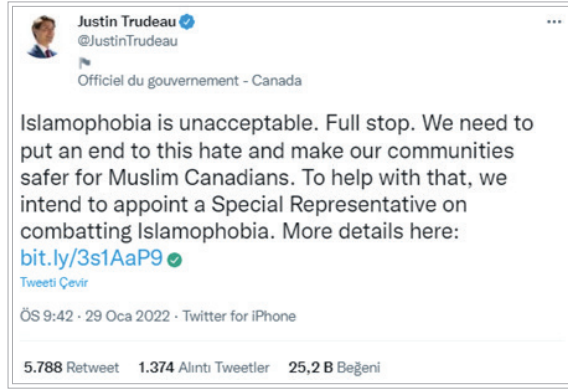 Justin Trudeau
@JustinTrudeau
Officiel du gouvernement - Canada
Islamophobia is unacceptable. Full stop. We need to
put an end to this hate and make our communities
safer for Muslim Canadians. To help with that, we
intend to appoint a Special Representative on
combatting Islamophobia. More details here:
bit.ly/3s1AaP9
Tweeti Çevir
ÖS 9:42 · 29 Oca 2022 · Twitter for iPhone
5.788 Retweet 1.374 Alıntı Tweetler 25,2 B Beğeni